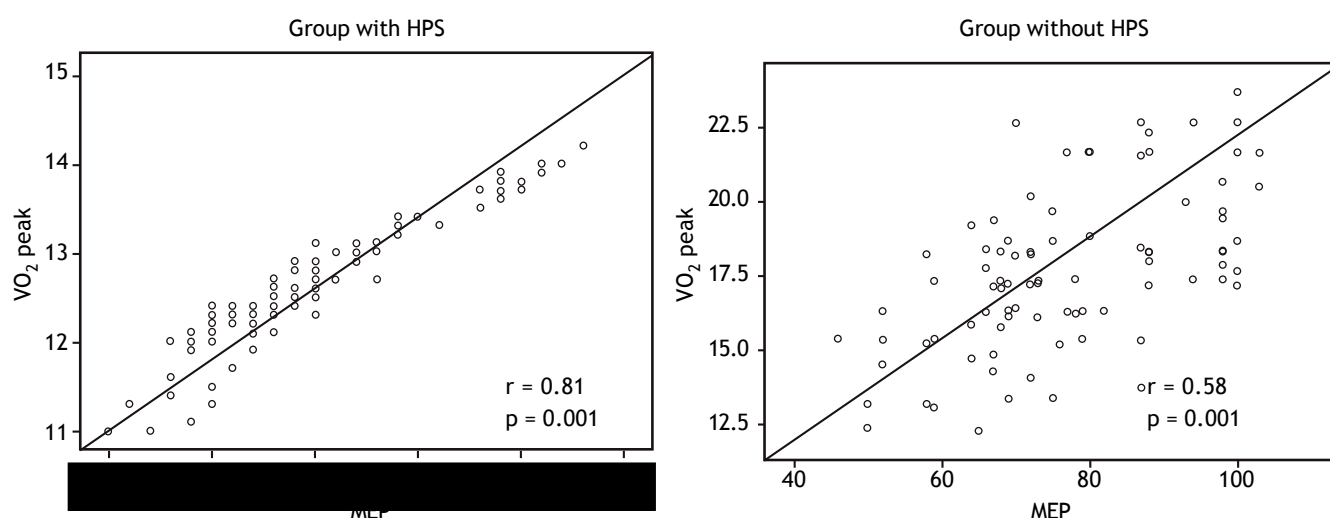 Group with HPS
15
14
13
12
11
VO2 peak
r = 0.81
p = 0.001
MEP
Group without HPS
22.5
20.0
17.5
15.0
12.5
VO2 peak
r = 0.58
p = 0.001
40 60 80 100
MEP